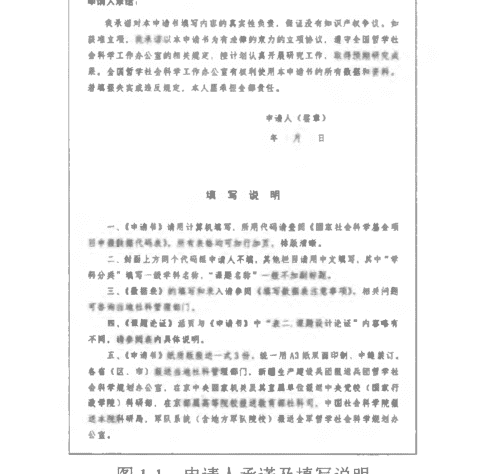 申请人承诺：
我承诺对本申请书填写内容的真实性负责，保证没有知识产权争议。如
获准立项，我承诺以本申请书为有法律约束力的立项协议，遵守全国哲学社
会科学工作办公室的相关规定，按计划认真开展研究工作，取得预期研究成
果。全国哲学社会科学工作办公室有权利使用本申请书的所有数据和资料。
若填报失实或违反规定，本人愿承担全部责任。
申请人（签章）
年 月 日
填 写 说 明
一、《申请书》请用计算机填写，所用代码请查阅《国家社会科学基金项
目申报数据代码表》，所有表格均可加行加页，排版清晰。
二、封面上方两个代码框申请人不填，其他栏目请用中文填写，其中“学
科分类”填写一级学科名称，“课题名称”一般不加副标题。
三、《数据表》的填写和录入请参阅《填写数据表注意事项》，相关问题
可咨询当地社科管理部门。
四、《课题论证》活页与《申请书》中“表二、课题设计论证”内容略有
不同，请参阅表内具体说明。
五、《申请书》纸质版报送一式3份，统一用A3纸双面印制、中缝装订。
各省（区、市）报送当地社科管理部门，新疆生产建设兵团报送兵团哲学社
会科学规划办公室，在京中央国家机关及其直属单位报送中央党校（国家行
政学院）科研部，在京部属高等院校报送教育部社科司，中国社会科学院报
送本院科研局，军队系统（含地方军队院校）报送全军哲学社会科学规划办
公室。
图 1-1 申请人承诺及填写说明